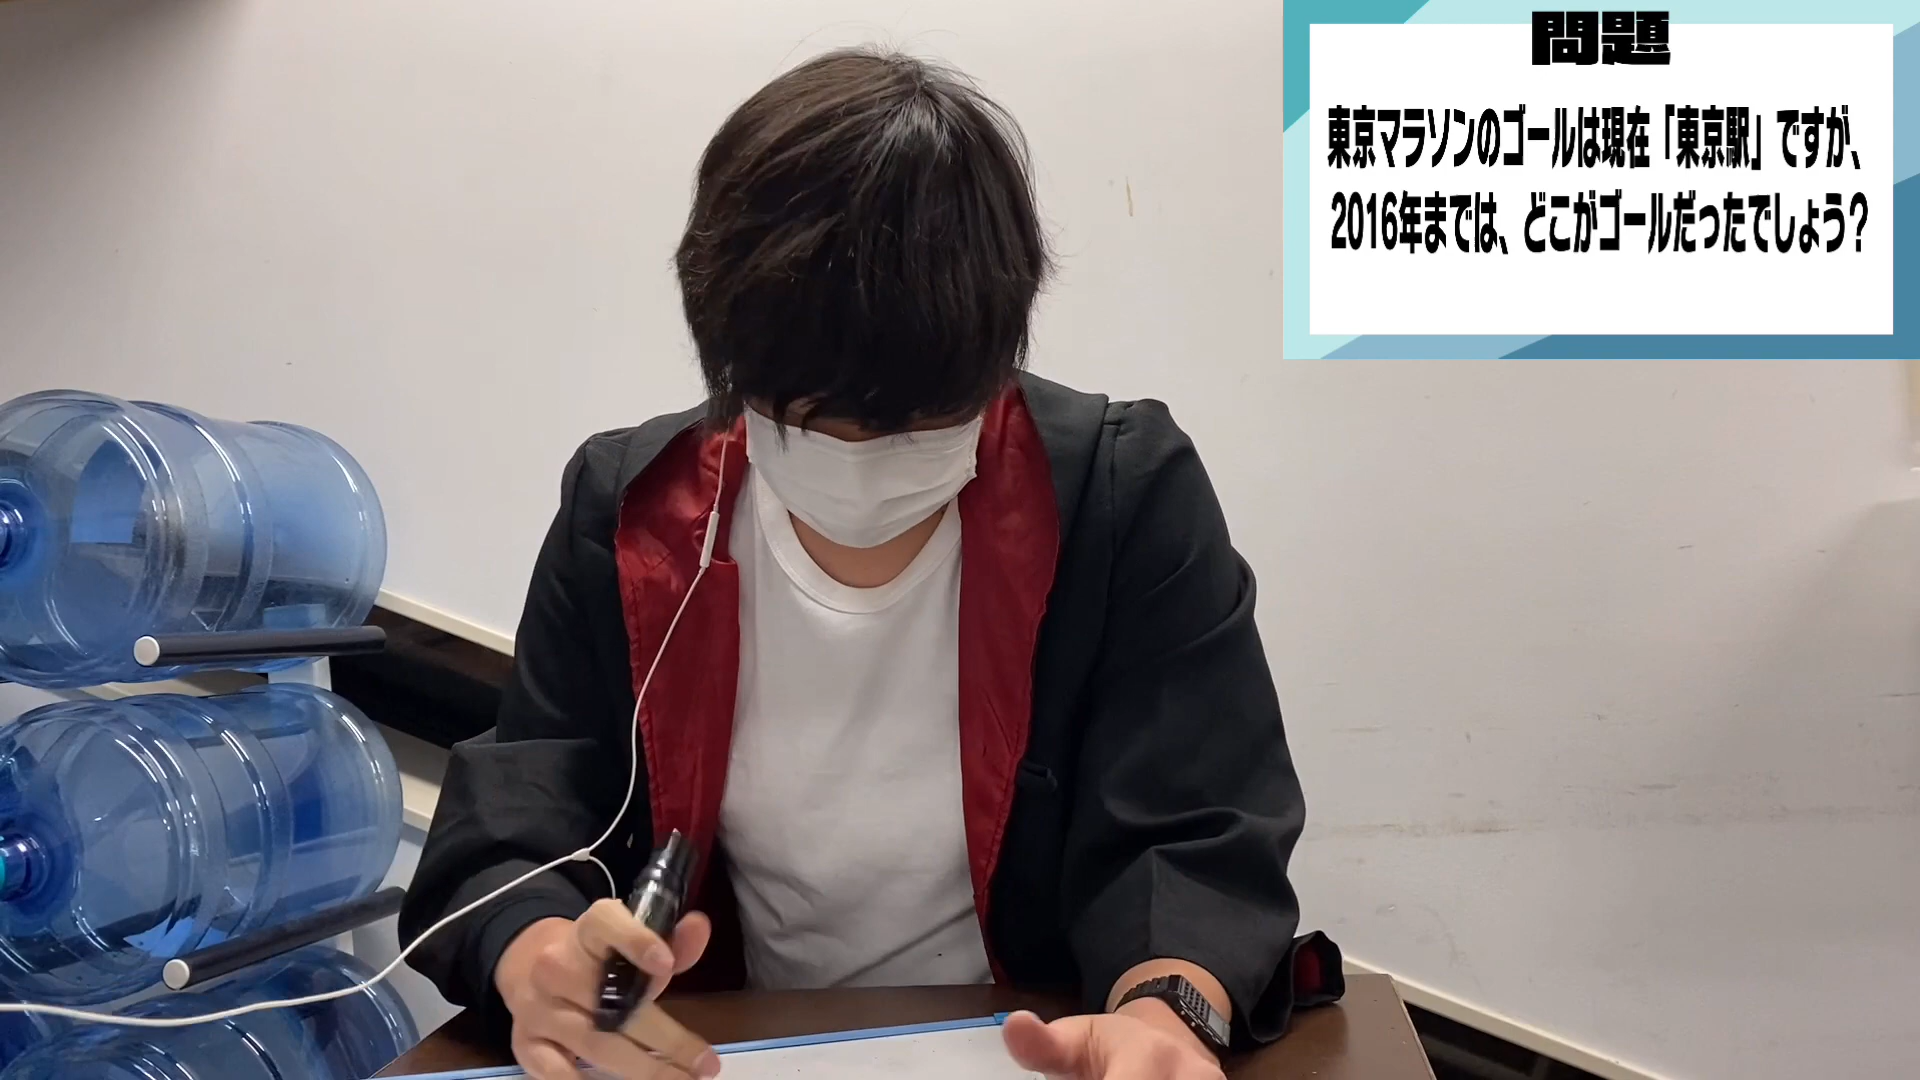 問題
東京マラソンのゴールは現在「東京駅」ですが、
2016年までは、どこがゴールだったでしょう？